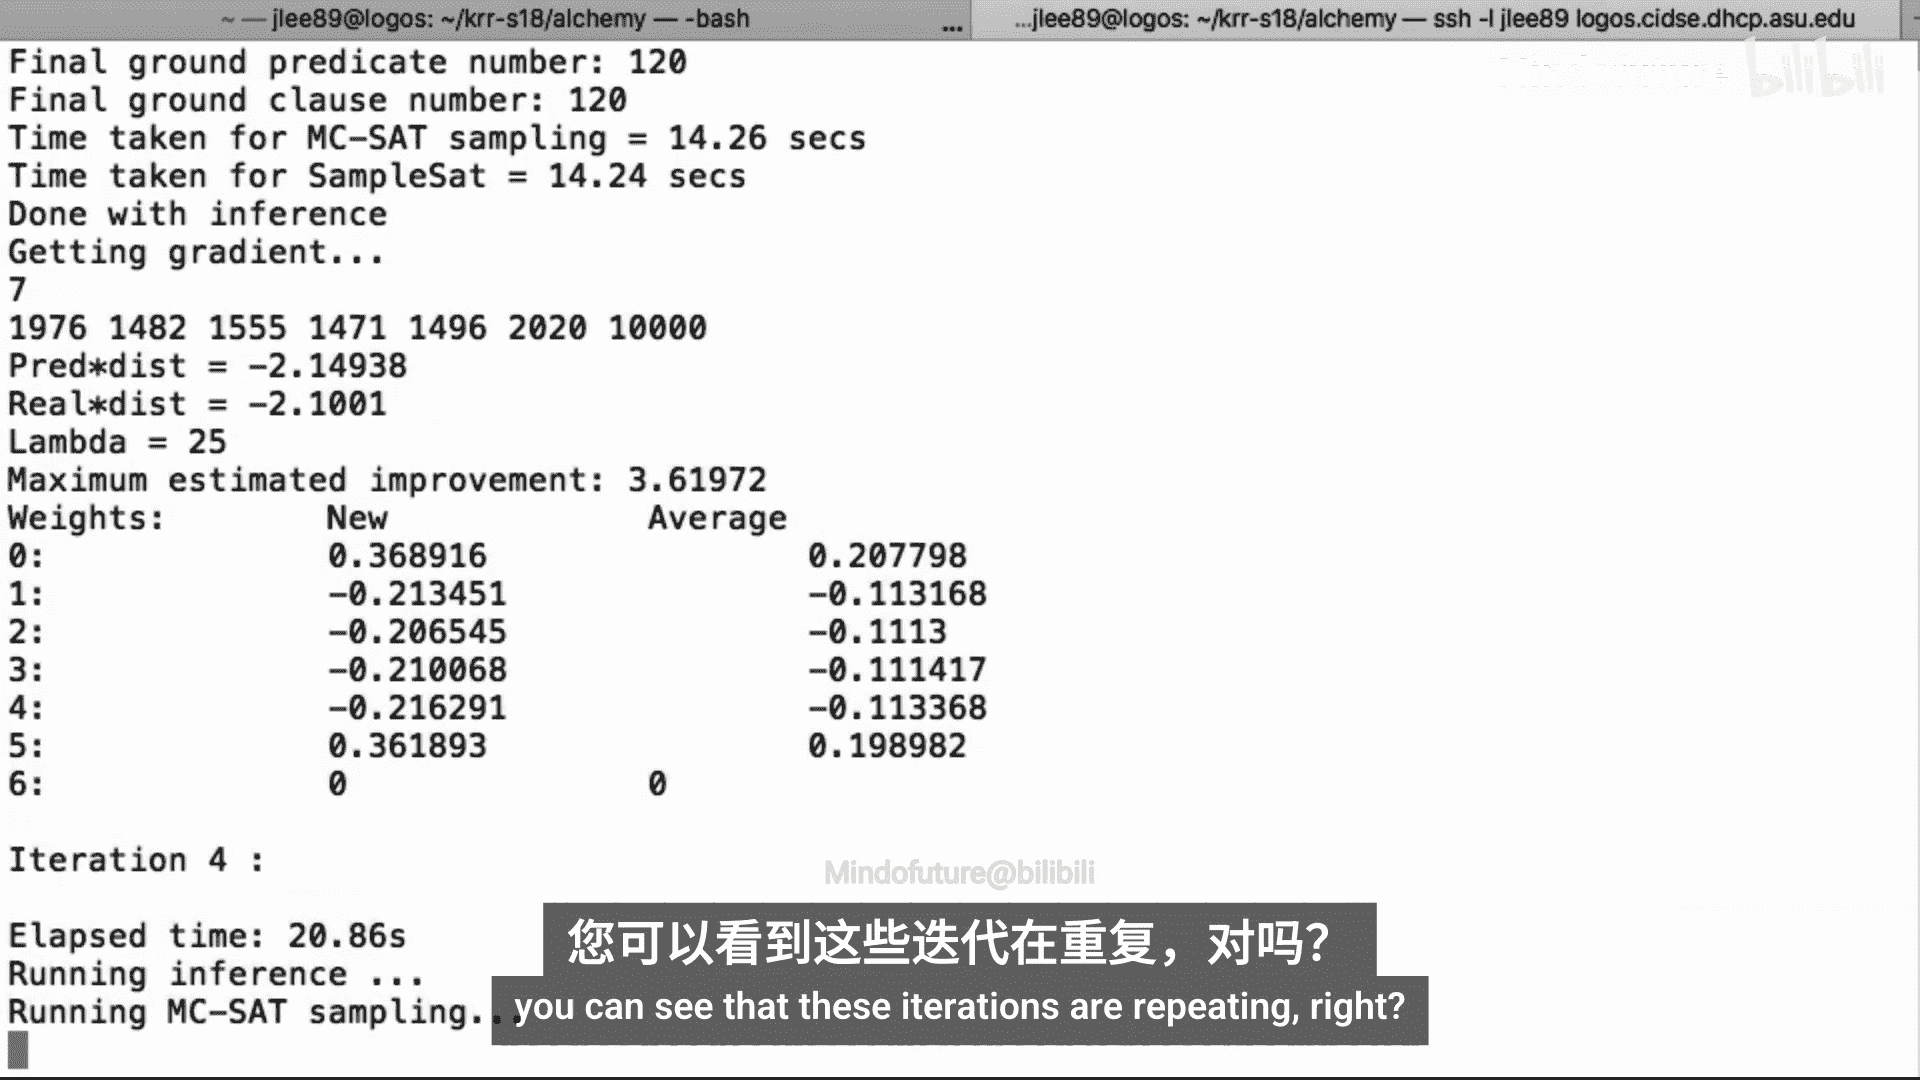 ~ — jlee89@logos: ~/krr-s18/alchemy — -bash
...
...jlee89@logos: ~/krr-s18/alchemy — ssh -l jlee89 logos.cidse.dhcp.asu.edu
bilibili
Final ground predicate number: 120
Final ground clause number: 120
Time taken for MC-SAT sampling = 14.26 secs
Time taken for SampleSat = 14.24 secs
Done with inference
Getting gradient...
7
1976 1482 1555 1471 1496 2020 10000
Pred*dist = -2.14938
Real*dist = -2.1001
Lambda = 25
Maximum estimated improvement: 3.61972
Weights: New Average
0: 0.368916 0.207798
1: -0.213451 -0.113168
2: -0.206545 -0.1113
3: -0.210068 -0.111417
4: -0.216291 -0.113368
5: 0.361893 0.198982
6: 0 0
Iteration 4 :
Mindofuture@bilibili
Elapsed time: 20.86s
Running inference ...
Running MC-SAT sampling...
您可以看到这些迭代在重复，对吗？
you can see that these iterations are repeating, right?